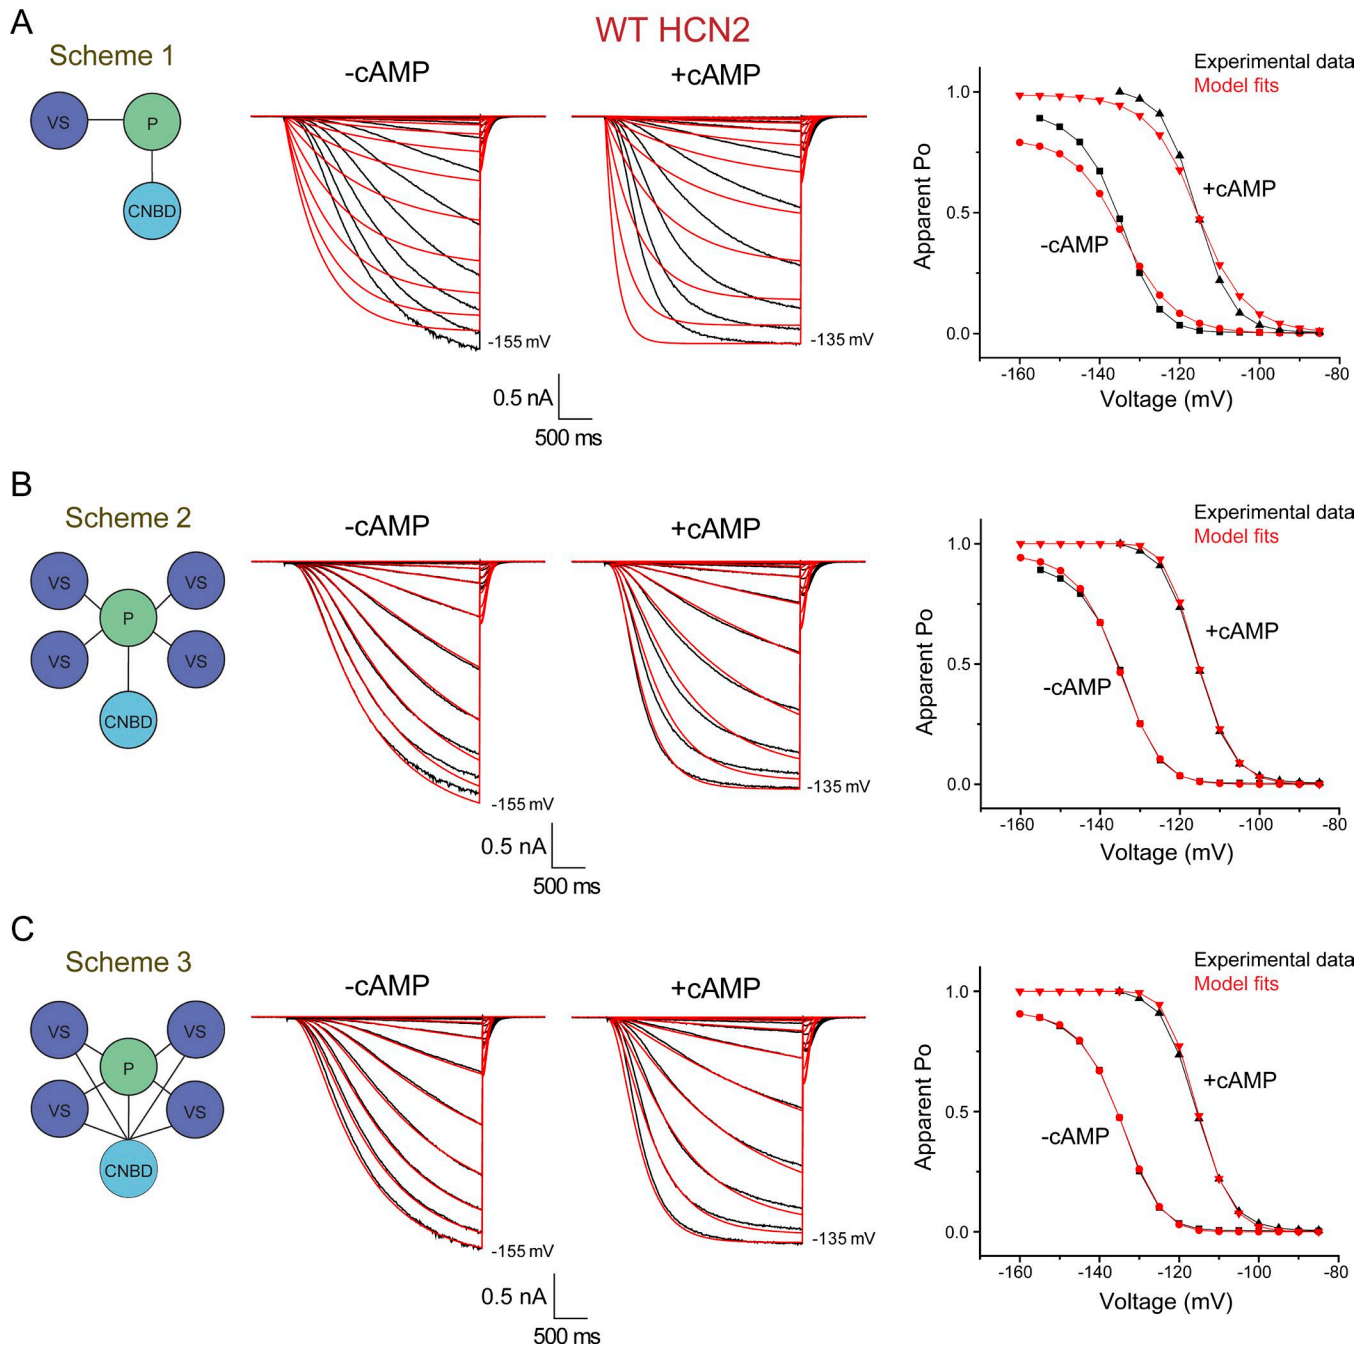 A
WT HCN2
Scheme 1
-cAMP
+cAMP
VS
P
CNBD
-155 mV
-135 mV
0.5 nA
500 ms
Experimental data
Model fits
Apparent Po
1.0
0.5
0.0
+cAMP
-cAMP
-160
-140
-120
-100
-80
Voltage (mV)
B
Scheme 2
-cAMP
+cAMP
VS
VS
P
VS
VS
CNBD
-155 mV
-135 mV
0.5 nA
500 ms
Experimental data
Model fits
Apparent Po
1.0
0.5
0.0
+cAMP
-cAMP
-160
-140
-120
-100
-80
Voltage (mV)
C
Scheme 3
-cAMP
+cAMP
VS
VS
P
VS
VS
CNBD
-155 mV
-135 mV
0.5 nA
500 ms
Experimental data
Model fits
Apparent Po
1.0
0.5
0.0
+cAMP
-cAMP
-160
-140
-120
-100
-80
Voltage (mV)